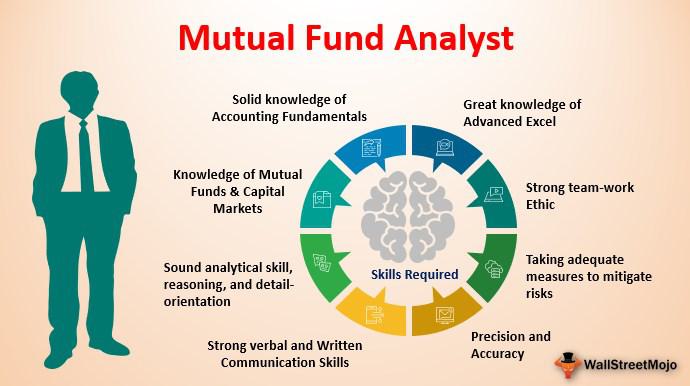 Mutual Fund Analyst
Solid knowledge of
Accounting Fundamentals
Great knowledge of
Advanced Excel
Knowledge of Mutual
Funds & Capital
Markets
Strong team-work
Ethic
Sound analytical skill,
reasoning, and detail-
orientation
Skills Required
Taking adequate
measures to mitigate
risks
Strong verbal and Written
Communication Skills
Precision and
Accuracy
WallStreetMojo